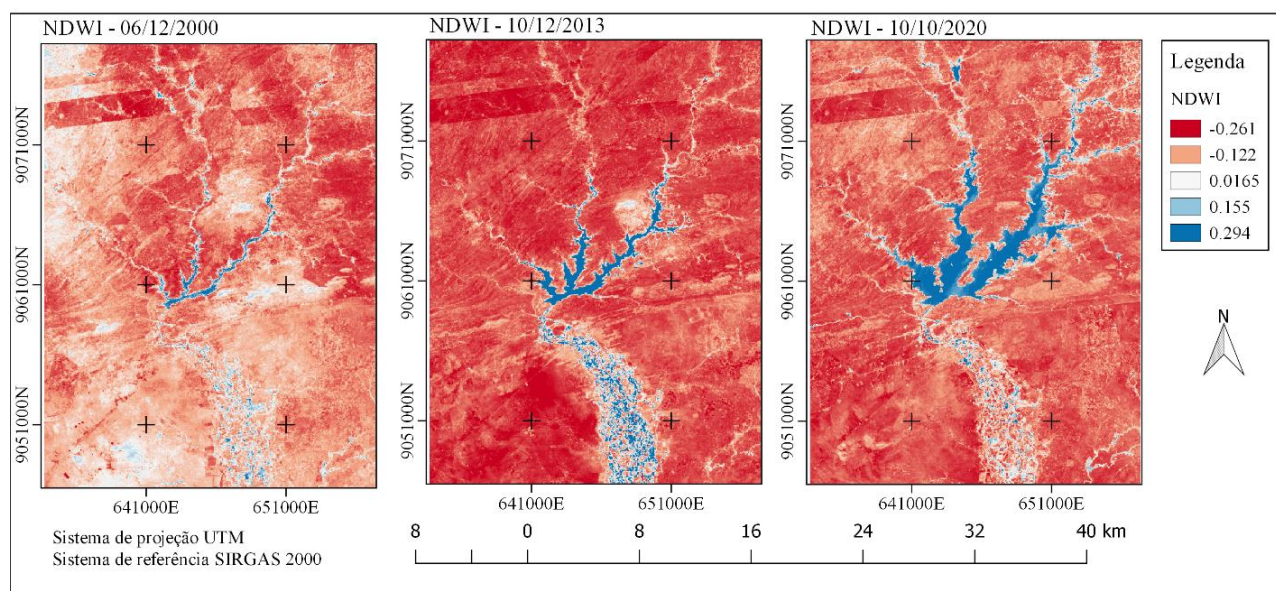 NDWI - 06/12/2000
NDWI - 10/12/2013
NDWI - 10/10/2020
9071000N
9061000N
9051000N
641000E
651000E
9071000N
9061000N
9051000N
641000E
651000E
9071000N
9061000N
9051000N
641000E
651000E
Legenda
NDWI
-0.261
-0.122
0.0165
0.155
0.294
N
Sistema de projeção UTM
Sistema de referência SIRGAS 2000
8 0 8 16 24 32 40 km